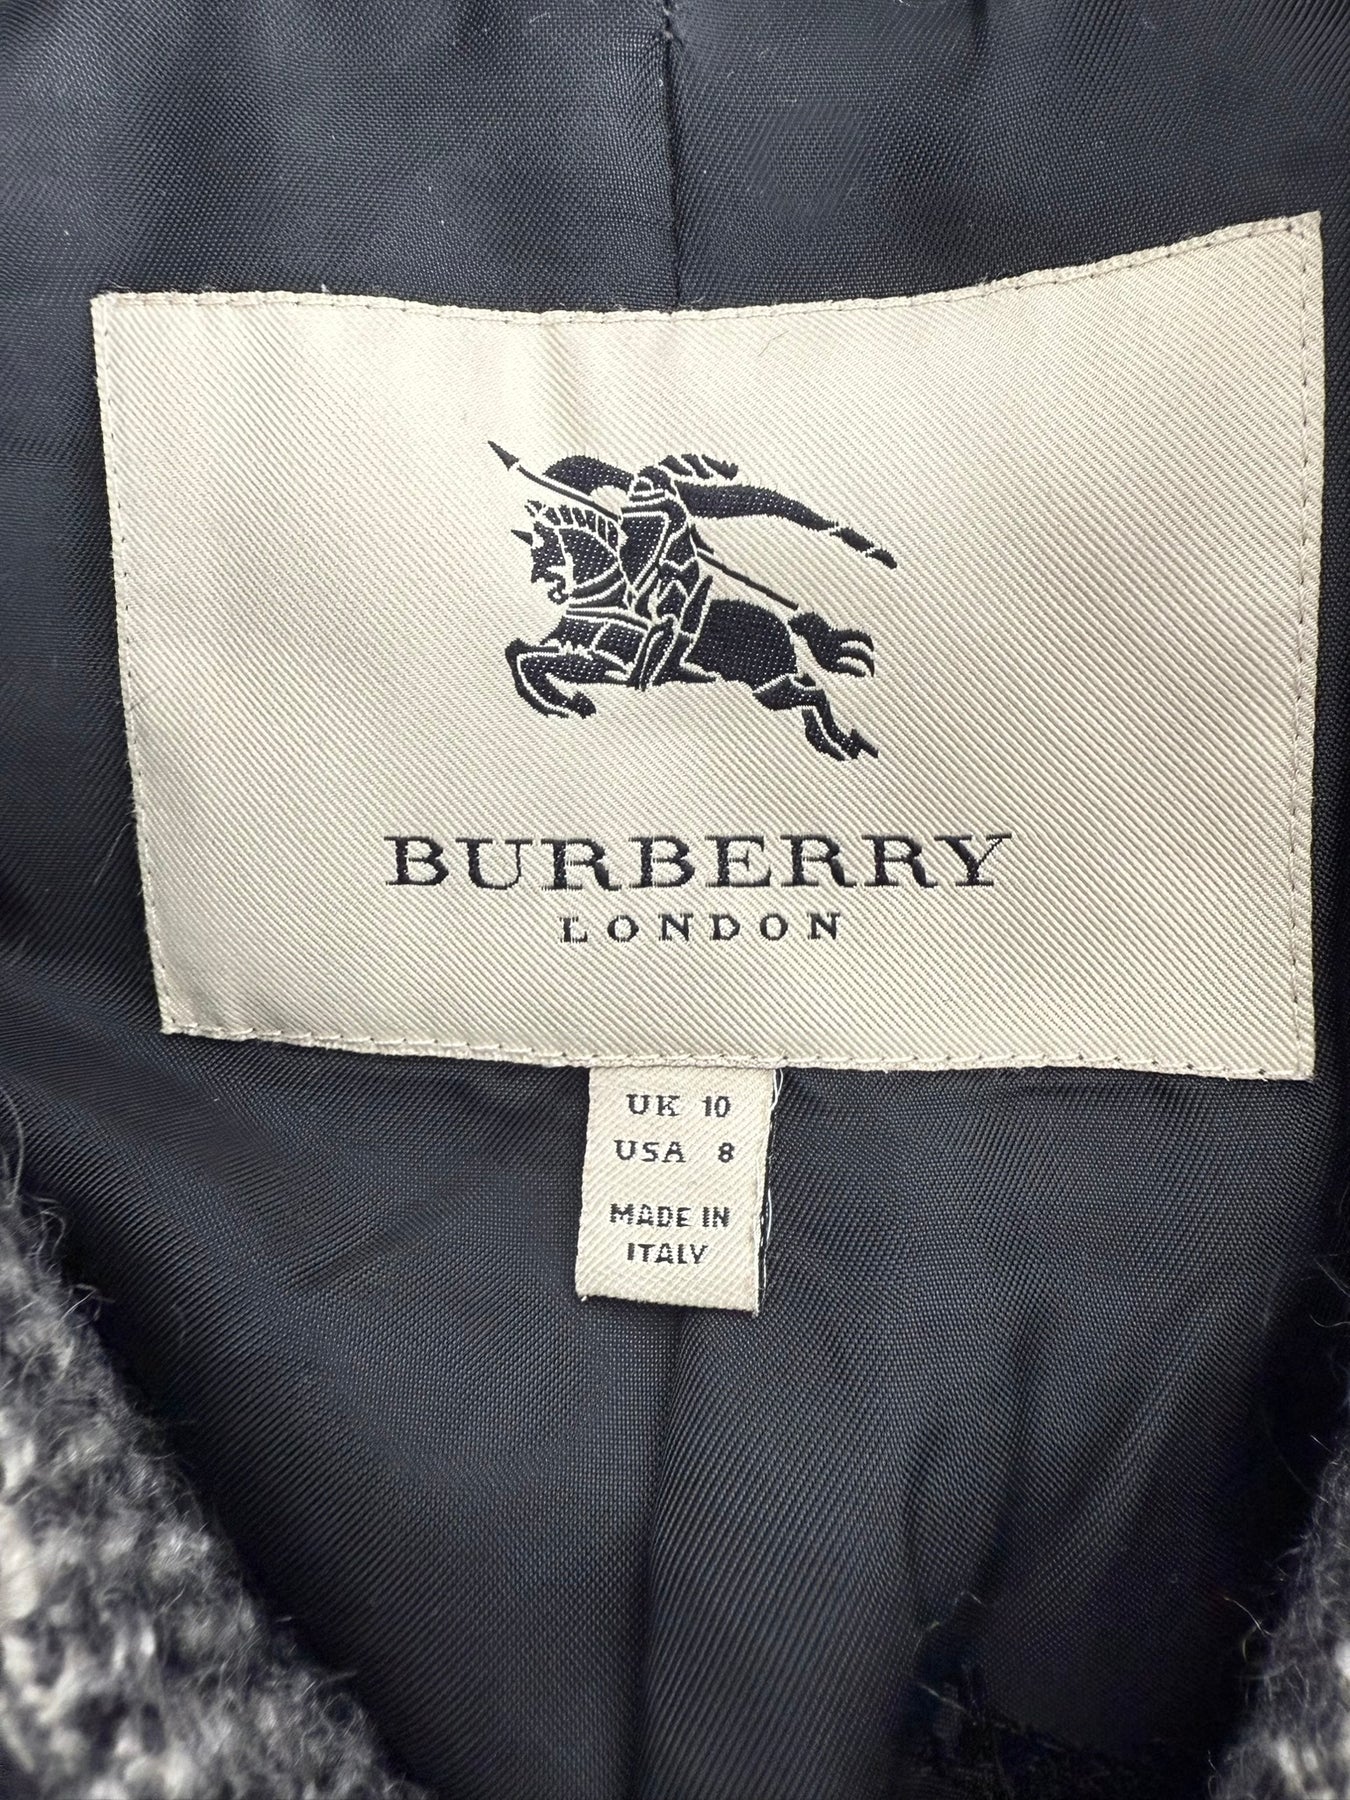 BURBERRY
LONDON
UK 10
USA 8
MADE IN
ITALY